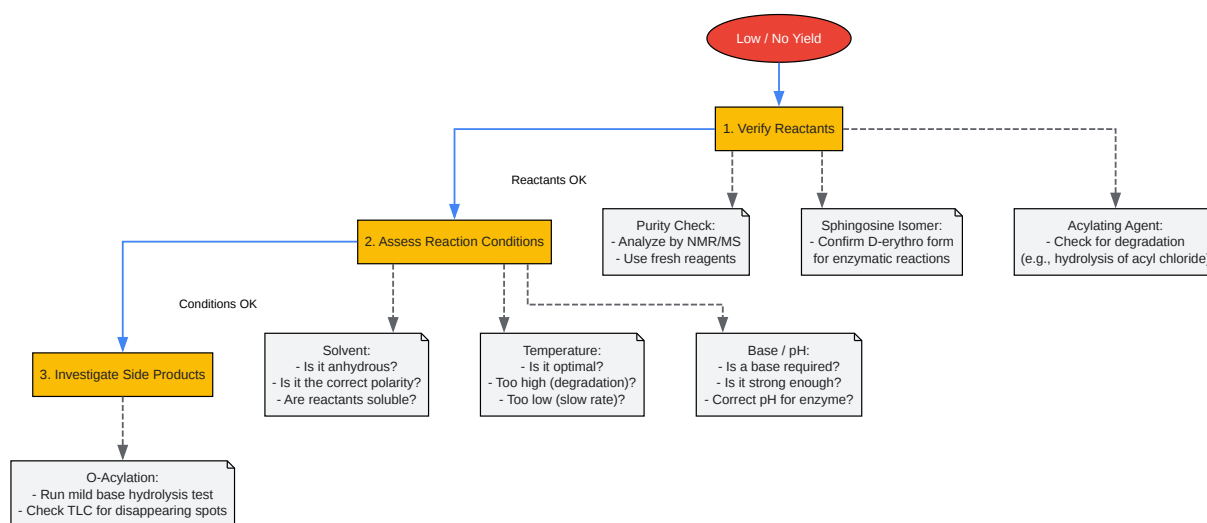 Low / No Yield
1. Verify Reactants
Reactants OK
Purity Check:
- Analyze by NMR/MS
- Use fresh reagents
Sphingosine Isomer:
- Confirm D-erythro form
for enzymatic reactions
Acylating Agent:
- Check for degradation
(e.g., hydrolysis of acyl chloride)
2. Assess Reaction Conditions
Conditions OK
Solvent:
- Is it anhydrous?
- Is it the correct polarity?
- Are reactants soluble?
Temperature:
- Is it optimal?
- Too high (degradation)?
- Too low (slow rate)?
Base / pH:
- Is a base required?
- Is it strong enough?
- Correct pH for enzyme?
3. Investigate Side Products
O-Acylation:
- Run mild base hydrolysis test
- Check TLC for disappearing spots